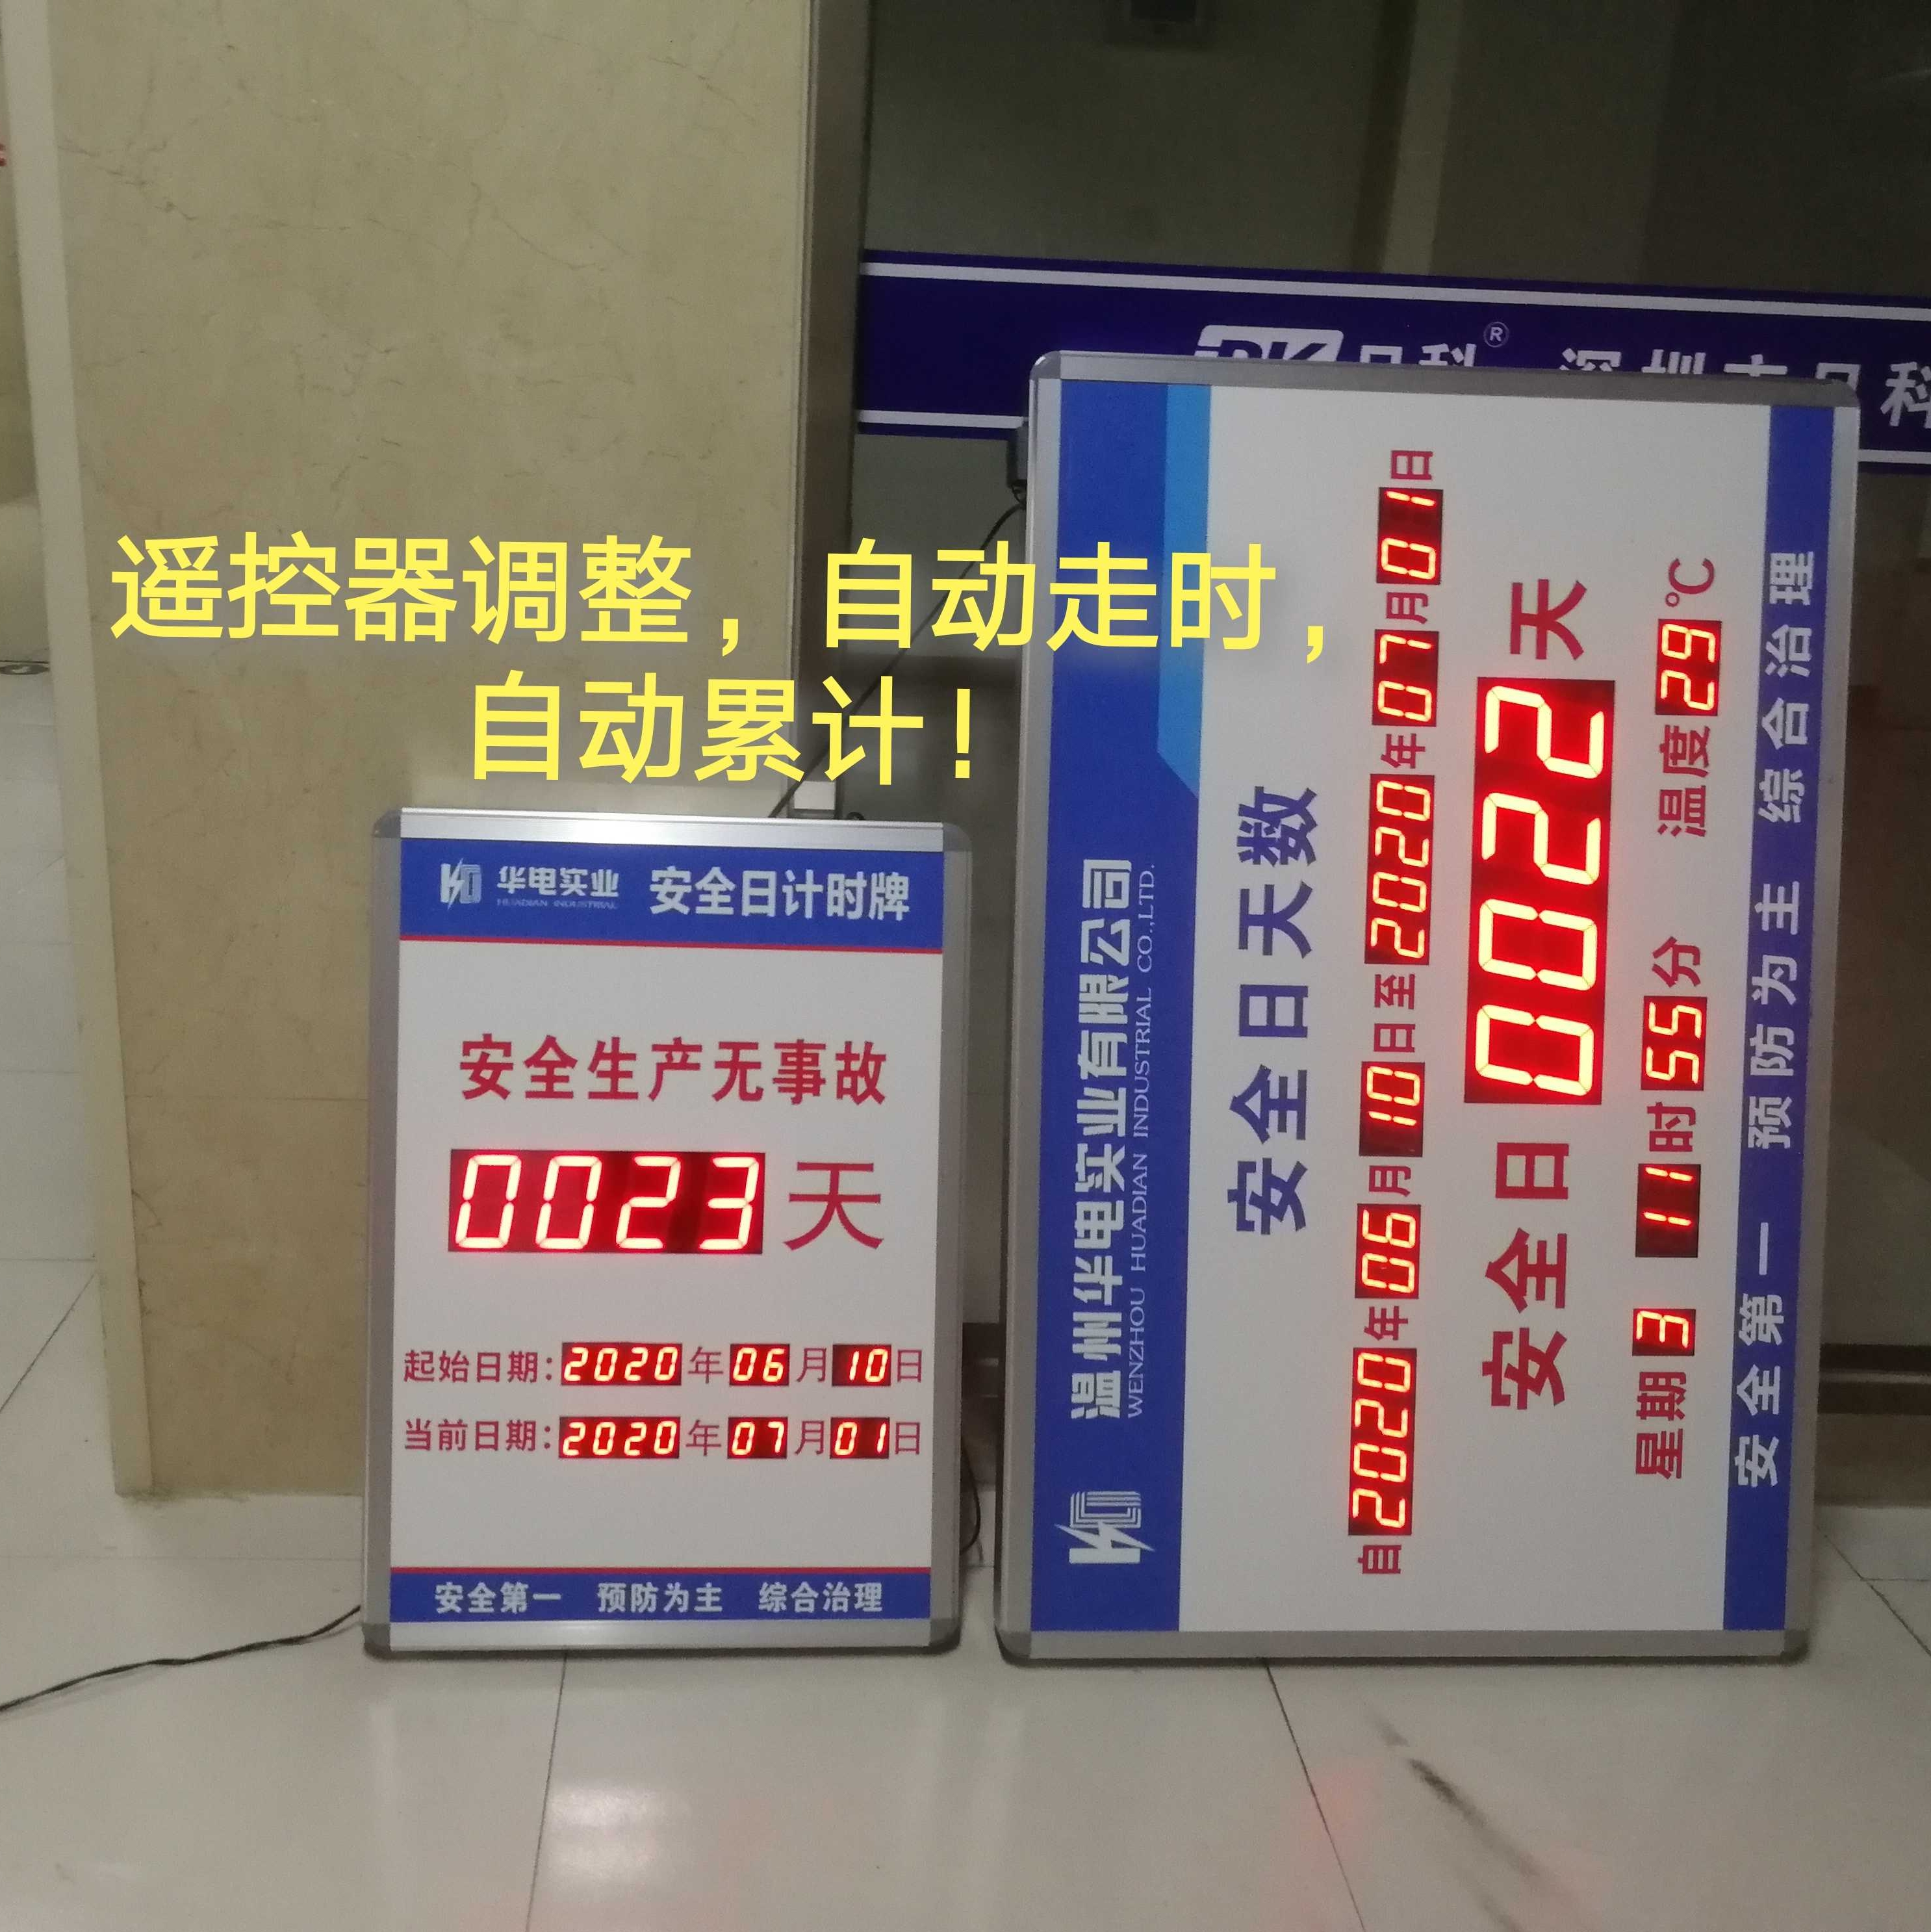 遥控器调整，自动走时，
自动累计！
日科® 深圳市日科
华电实业 安全日计时牌
HUADIAN INDUSTRIAL
安全生产无事故
0023天
起始日期：2020年06月10日
当前日期：2020年07月01日
安全第一 预防为主 综合治理
温州华电实业有限公司
WENZHOU HUADIAN INDUSTRIAL CO.,LTD.
安全日天数
自2020年06月10日至2020年07月01日
安全日0022天
星期3 11时55分 温度29℃
安全第一 预防为主 综合治理